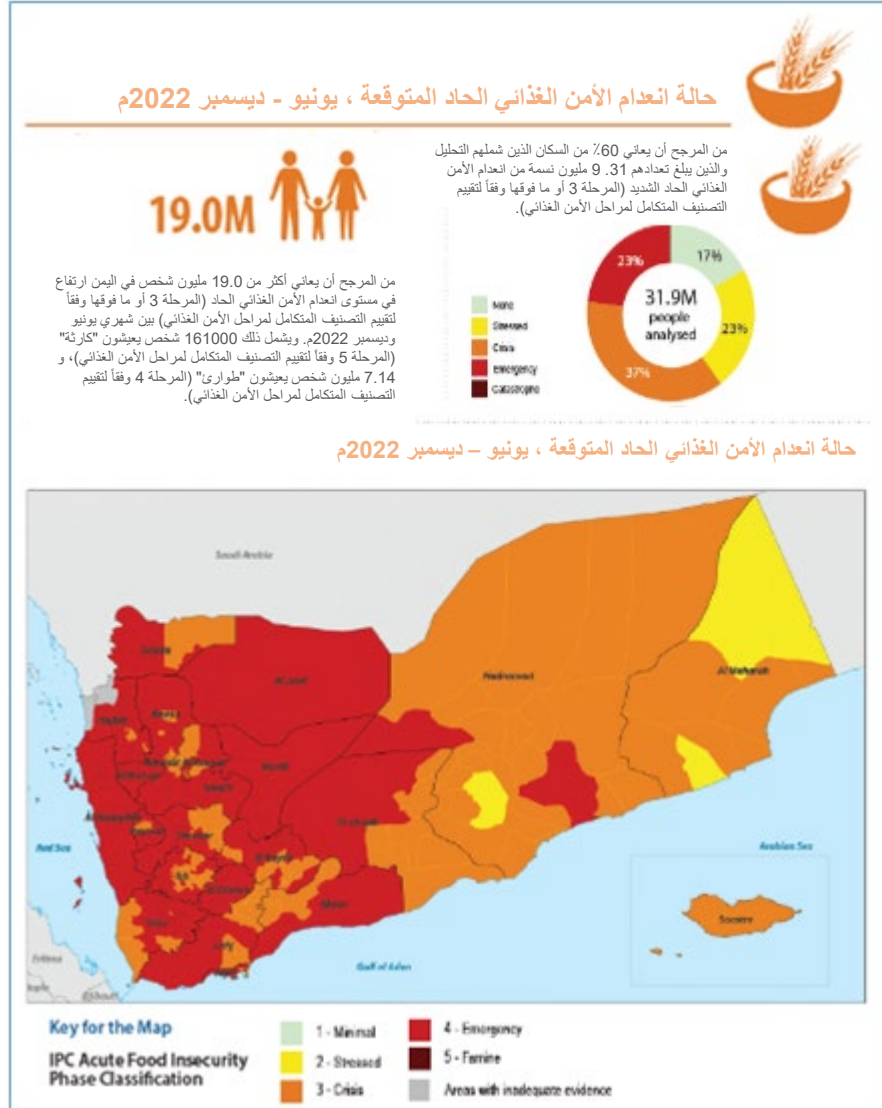 حالة انعدام الأمن الغذائي الحاد المتوقعة ، يونيو - ديسمبر 2022م
من المرجح أن يعاني 60٪ من السكان الذين شملهم التحليل
والذين يبلغ تعدادهم 31. 9 مليون نسمة من انعدام الأمن
الغذائي الحاد الشديد (المرحلة 3 أو ما فوقها وفقاً لتقييم
التصنيف المتكامل لمراحل الأمن الغذائي).
19.0M
من المرجح أن يعاني أكثر من 19.0 مليون شخص في اليمن ارتفاع
في مستوى انعدام الأمن الغذائي الحاد (المرحلة 3 أو ما فوقها وفقاً
لتقييم التصنيف المتكامل لمراحل الأمن الغذائي) بين شهري يونيو
وديسمبر 2022م. ويشمل ذلك 161000 شخص يعيشون "كارثة"
(المرحلة 5 وفقاً لتقييم التصنيف المتكامل لمراحل الأمن الغذائي)، و
7.14 مليون شخص يعيشون "طوارئ" (المرحلة 4 وفقاً لتقييم
التصنيف المتكامل لمراحل الأمن الغذائي).
23%
17%
31.9M
people
analysed
23%
37%
None
Stressed
Crisis
Emergency
Catastrophe
حالة انعدام الأمن الغذائي الحاد المتوقعة ، يونيو – ديسمبر 2022م
Saudi Arabia
Al Jawf
Hadramawt
Al Maharah
Red Sea
Arabian Sea
Socotra
Gulf of Aden
Eritrea
Key for the Map
IPC Acute Food Insecurity
Phase Classification
1 - Minimal
2 - Stressed
3 - Crisis
4 - Emergency
5 - Famine
Areas with inadequate evidence